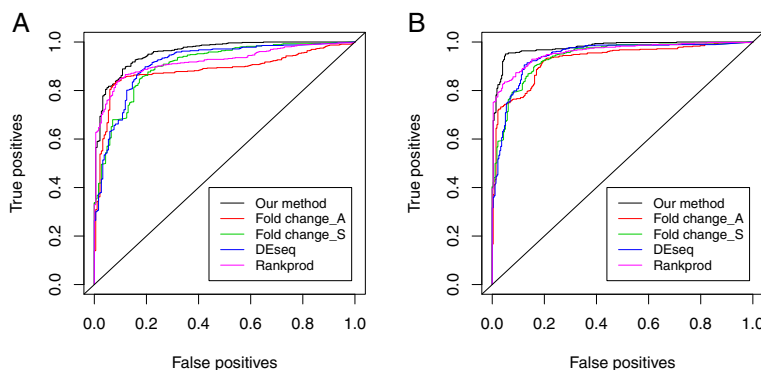 A
True positives
1.0
0.8
0.6
0.4
0.2
0.0
Our method
Fold change_A
Fold change_S
DEseq
Rankprod
0.0 0.2 0.4 0.6 0.8 1.0
False positives
B
True positives
1.0
0.8
0.6
0.4
0.2
0.0
Our method
Fold change_A
Fold change_S
DEseq
Rankprod
0.0 0.2 0.4 0.6 0.8 1.0
False positives